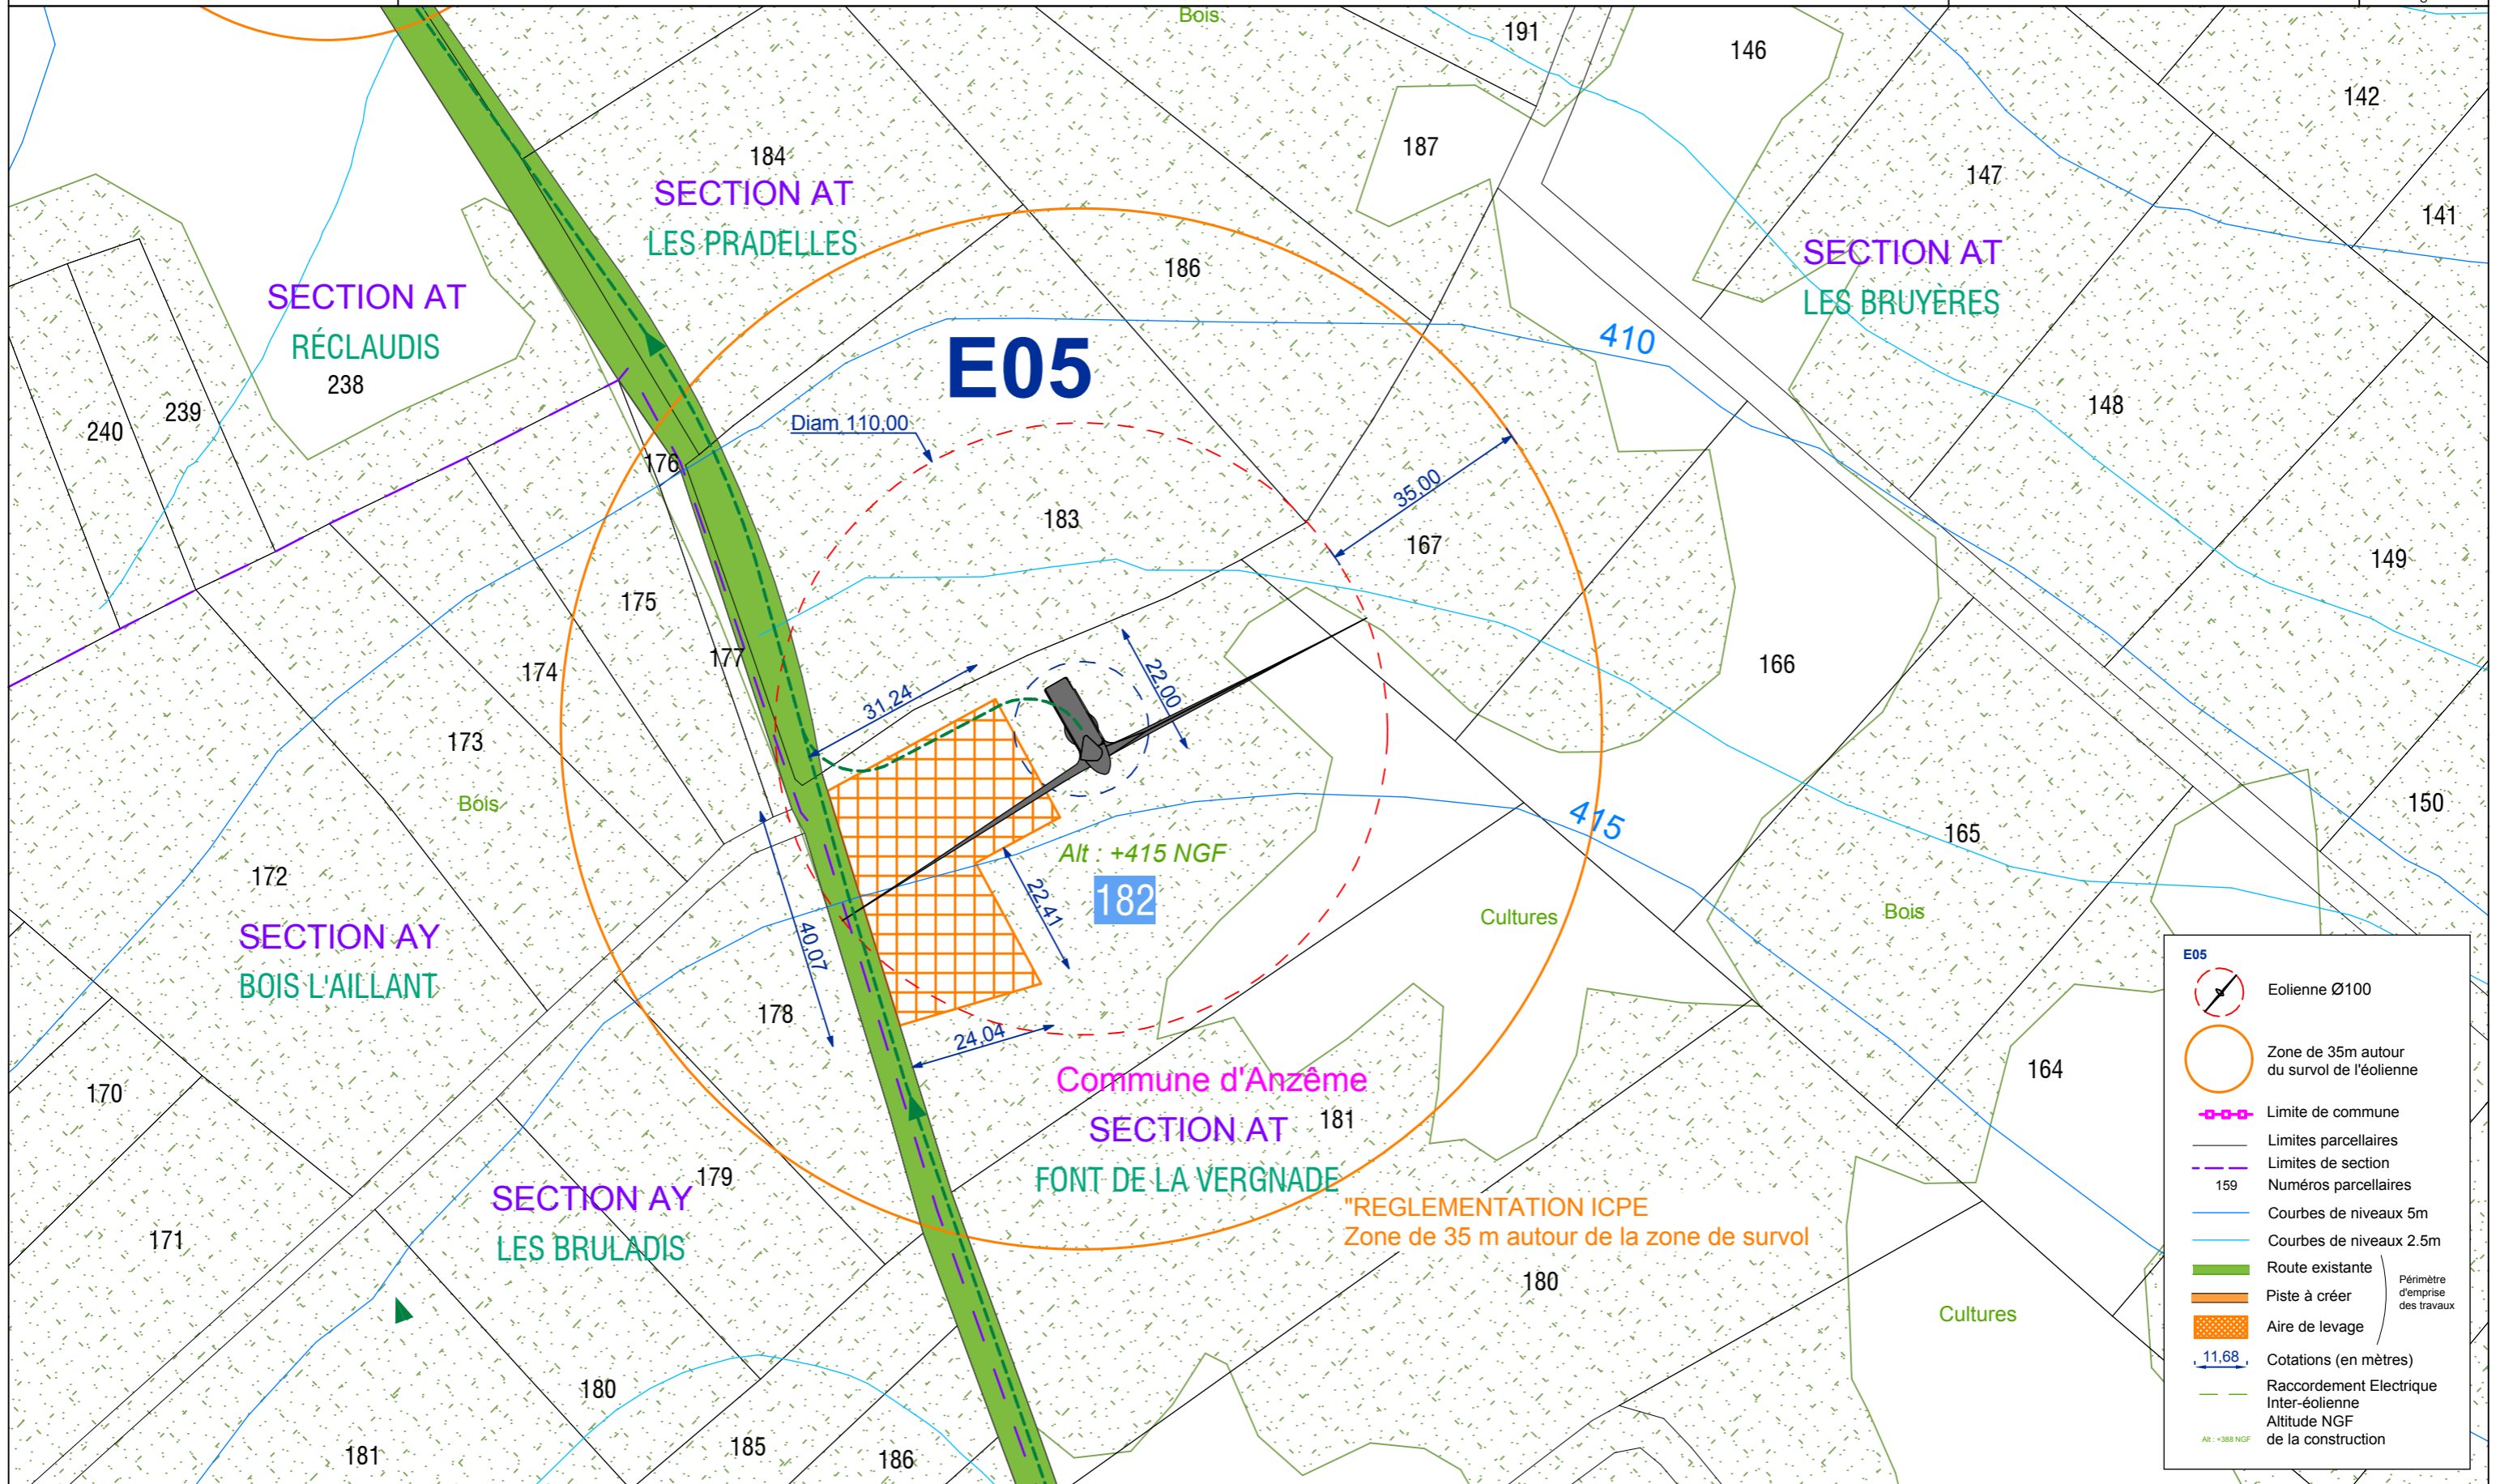 Bois
191
146
142
187
184
SECTION AT
LES PRADELLES
147
141
SECTION AT
LES BRUYÈRES
186
SECTION AT
RÉCLAUDIS
238
239
240
410
E05
Diam 110,00
148
176
35,00
183
167
149
175
177
174
31,24
22,00
166
173
Bois
172
SECTION AY
BOIS L'AILLANT
415
165
150
Alt : +415 NGF
182
22,41
40,07
Cultures
Bois
178
24,04
170
171
Commune d'Anzême
SECTION AT
181
FONT DE LA VERGNADE
164
179
SECTION AY
LES BRULADIS
"REGLEMENTATION ICPE
Zone de 35 m autour de la zone de survol
180
Cultures
180
181
185
186
E05
Eolienne Ø100
Zone de 35m autour
du survol de l'éolienne
Limite de commune
Limites parcellaires
Limites de section
159
Numéros parcellaires
Courbes de niveaux 5m
Courbes de niveaux 2.5m
Route existante
Piste à créer
Périmètre
d'emprise
des travaux
Aire de levage
11,68
Cotations (en mètres)
Raccordement Electrique
Inter-éolienne
Altitude NGF
de la construction
Alt : +388 NGF